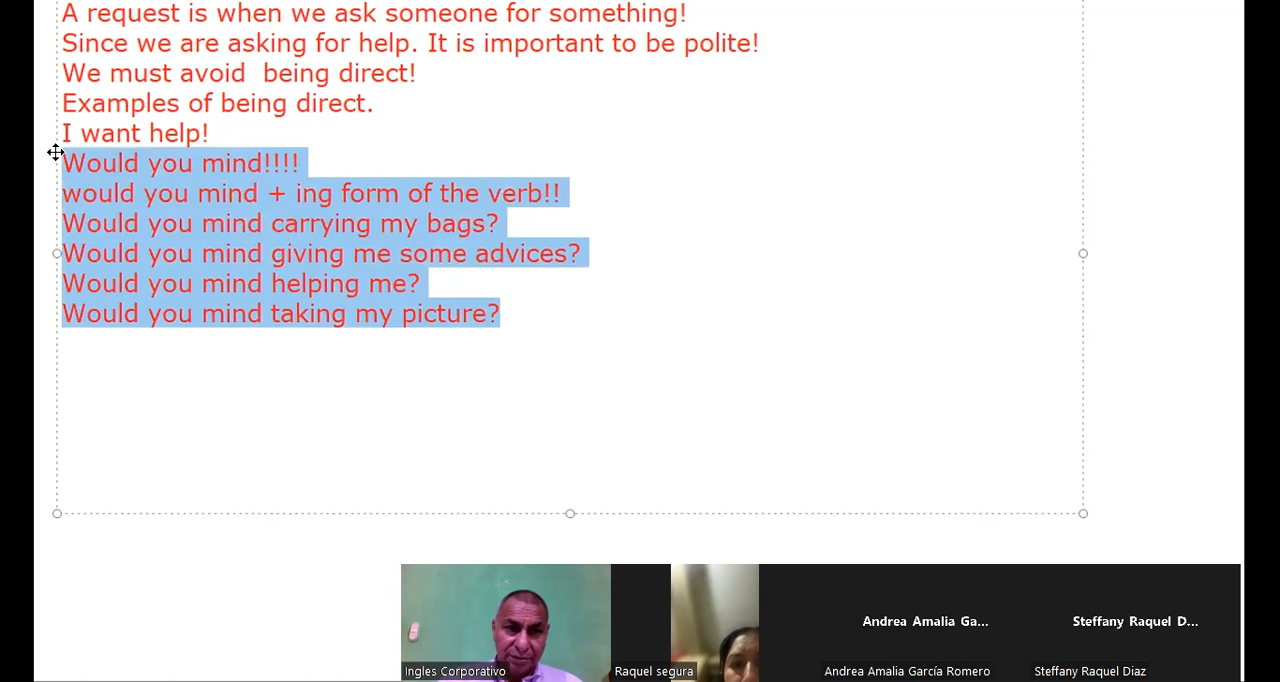 A request is when we ask someone for something!
Since we are asking for help. It is important to be polite!
We must avoid  being direct!
Examples of being direct.
I want help!
Would you mind!!!!
would you mind + ing form of the verb!!
Would you mind carrying my bags?
Would you mind giving me some advices?
Would you mind helping me?
Would you mind taking my picture?
Andrea Amalia Ga... Steffany Raquel D...
Ingles Corporativo Raquel segura Andrea Amalia García Romero Steffany Raquel Diaz